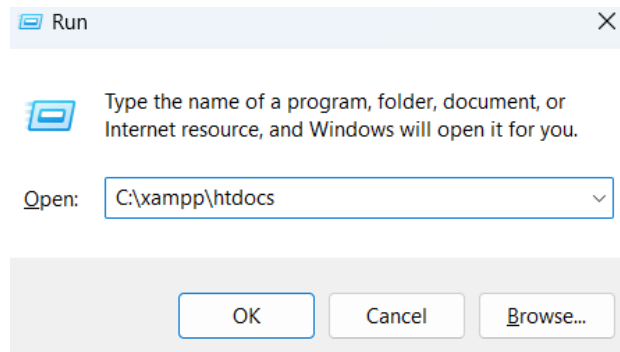 Run
Type the name of a program, folder, document, or
Internet resource, and Windows will open it for you.
Open: C:\xampp\htdocs
OK Cancel Browse...